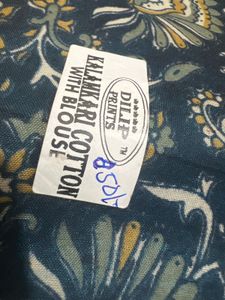 ★★★★★
DILIP ™
PRINTS
KALAMKARI COTTON
WITH BLOUSE